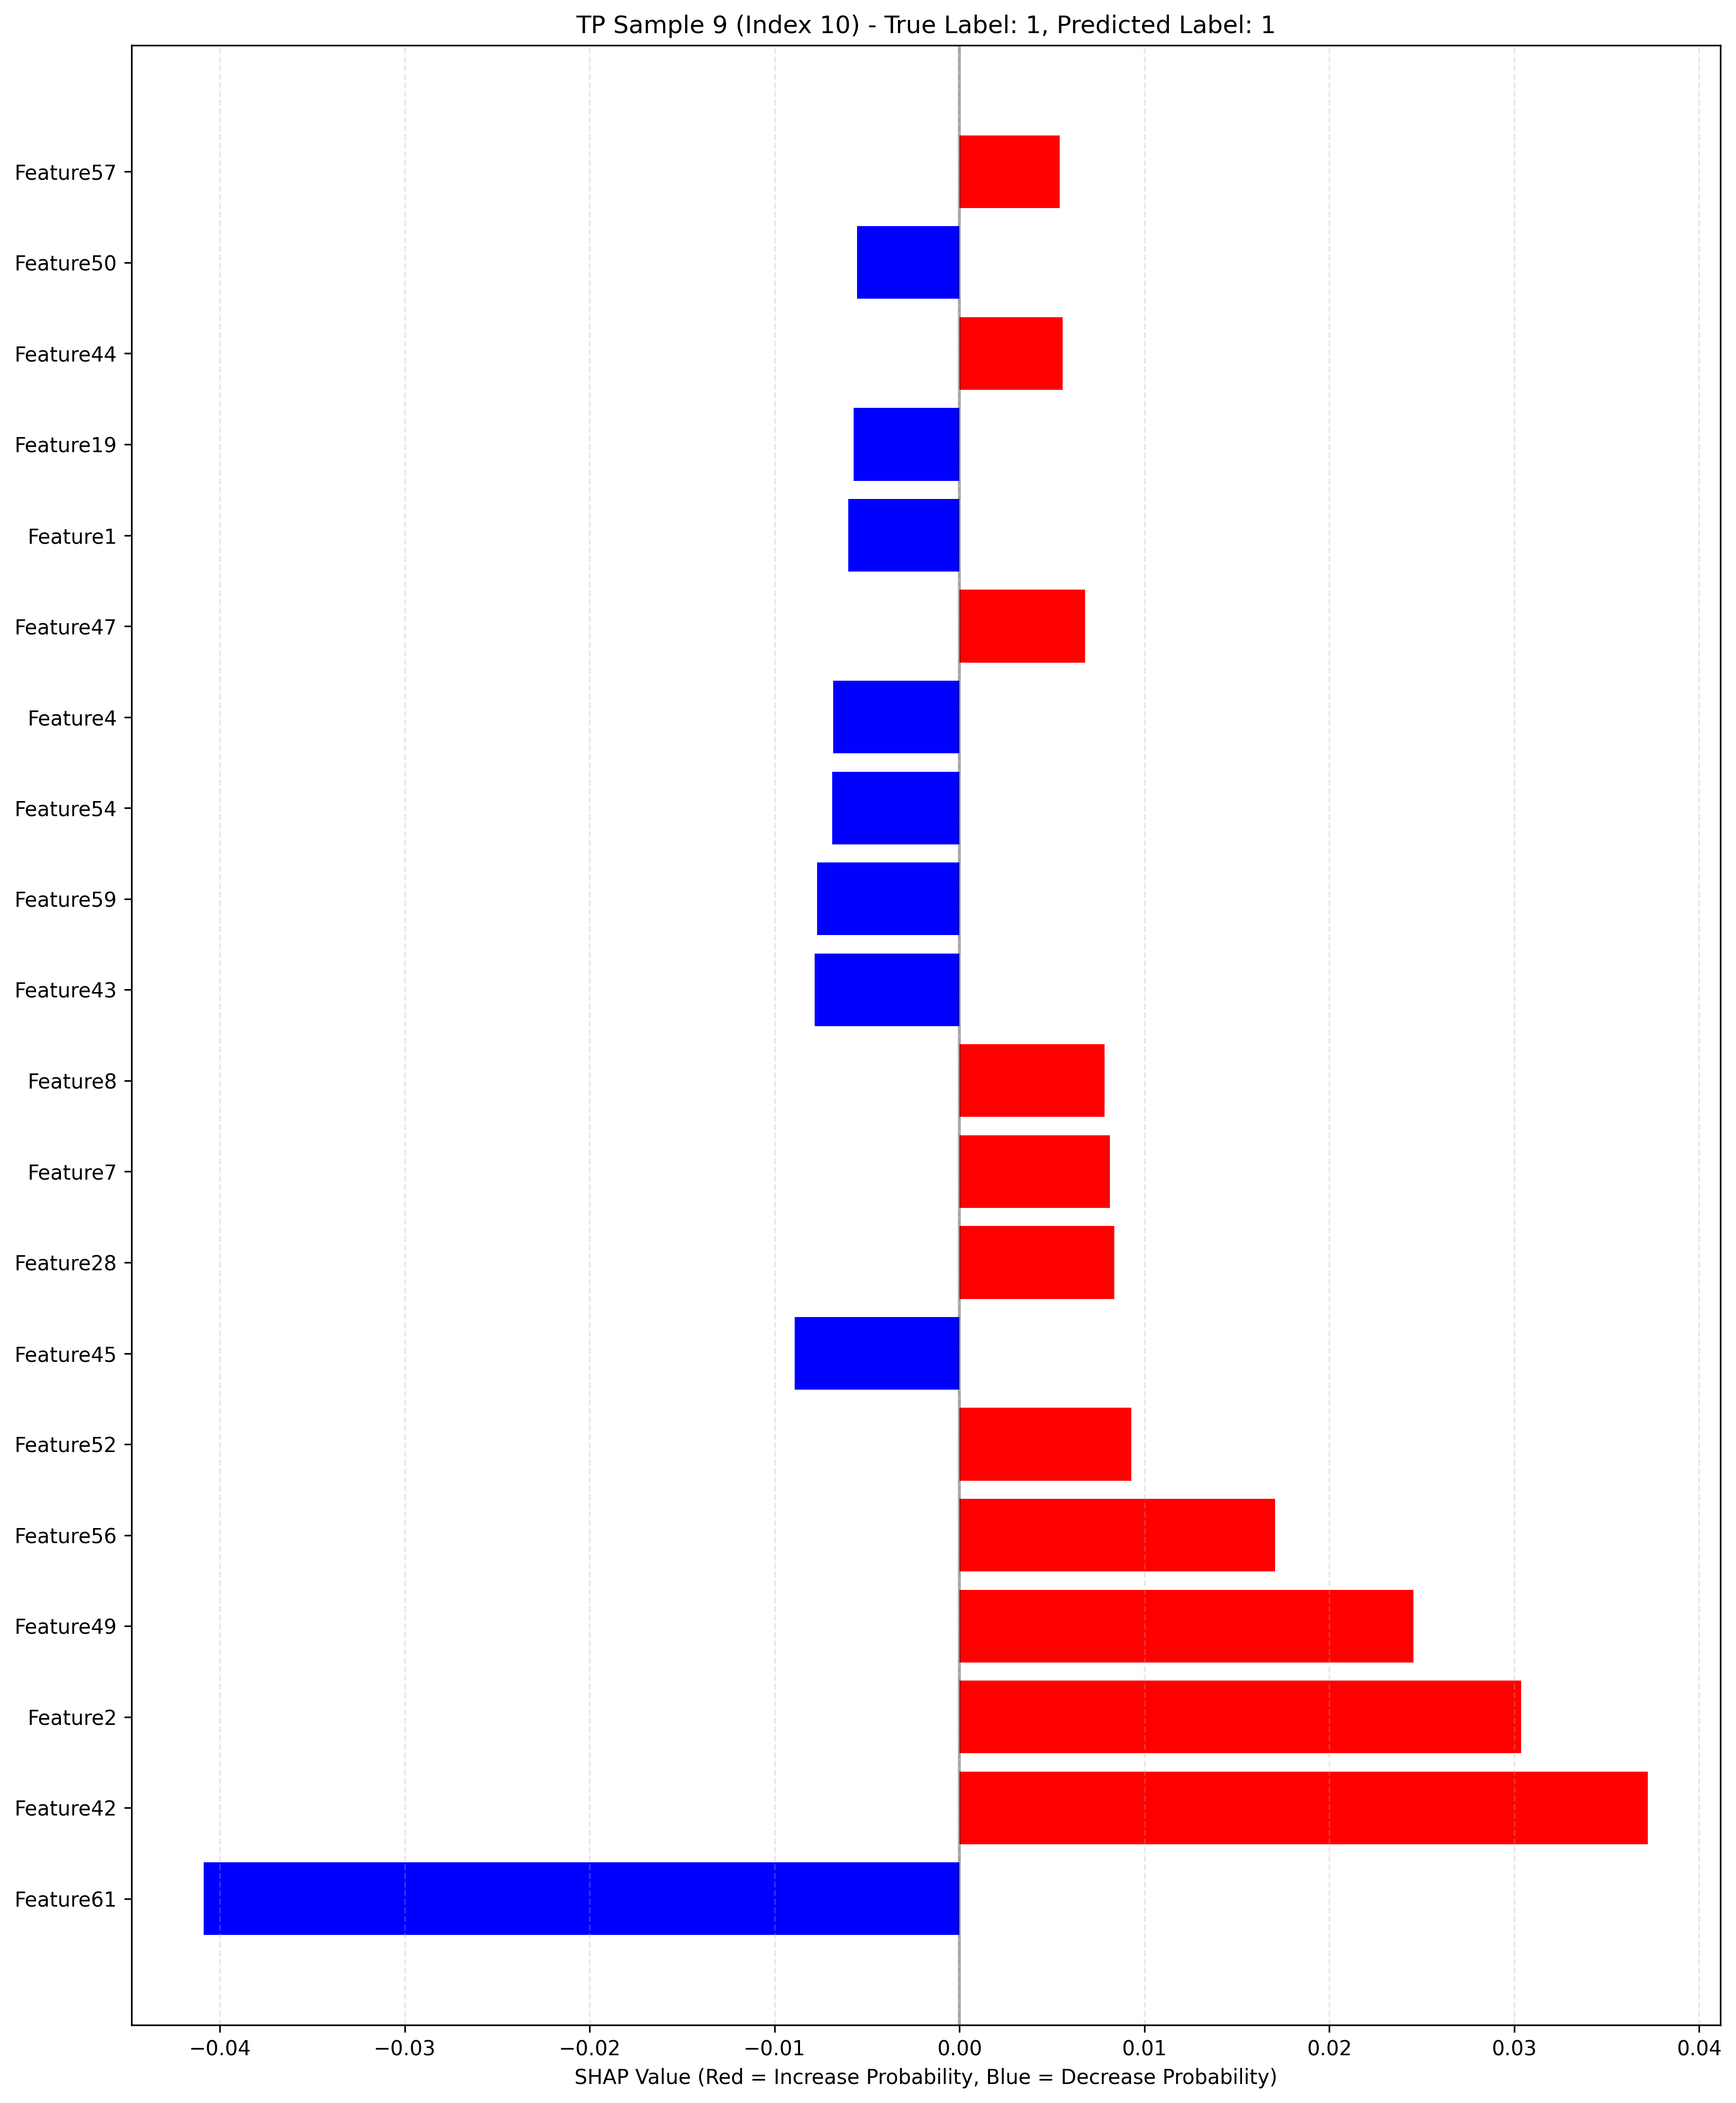 TP Sample 9 (Index 10) - True Label: 1, Predicted Label: 1
Feature57
Feature50
Feature44
Feature19
Feature1
Feature47
Feature4
Feature54
Feature59
Feature43
Feature8
Feature7
Feature28
Feature45
Feature52
Feature56
Feature49
Feature2
Feature42
Feature61
−0.04 −0.03 −0.02 −0.01 0.00 0.01 0.02 0.03 0.04
SHAP Value (Red = Increase Probability, Blue = Decrease Probability)